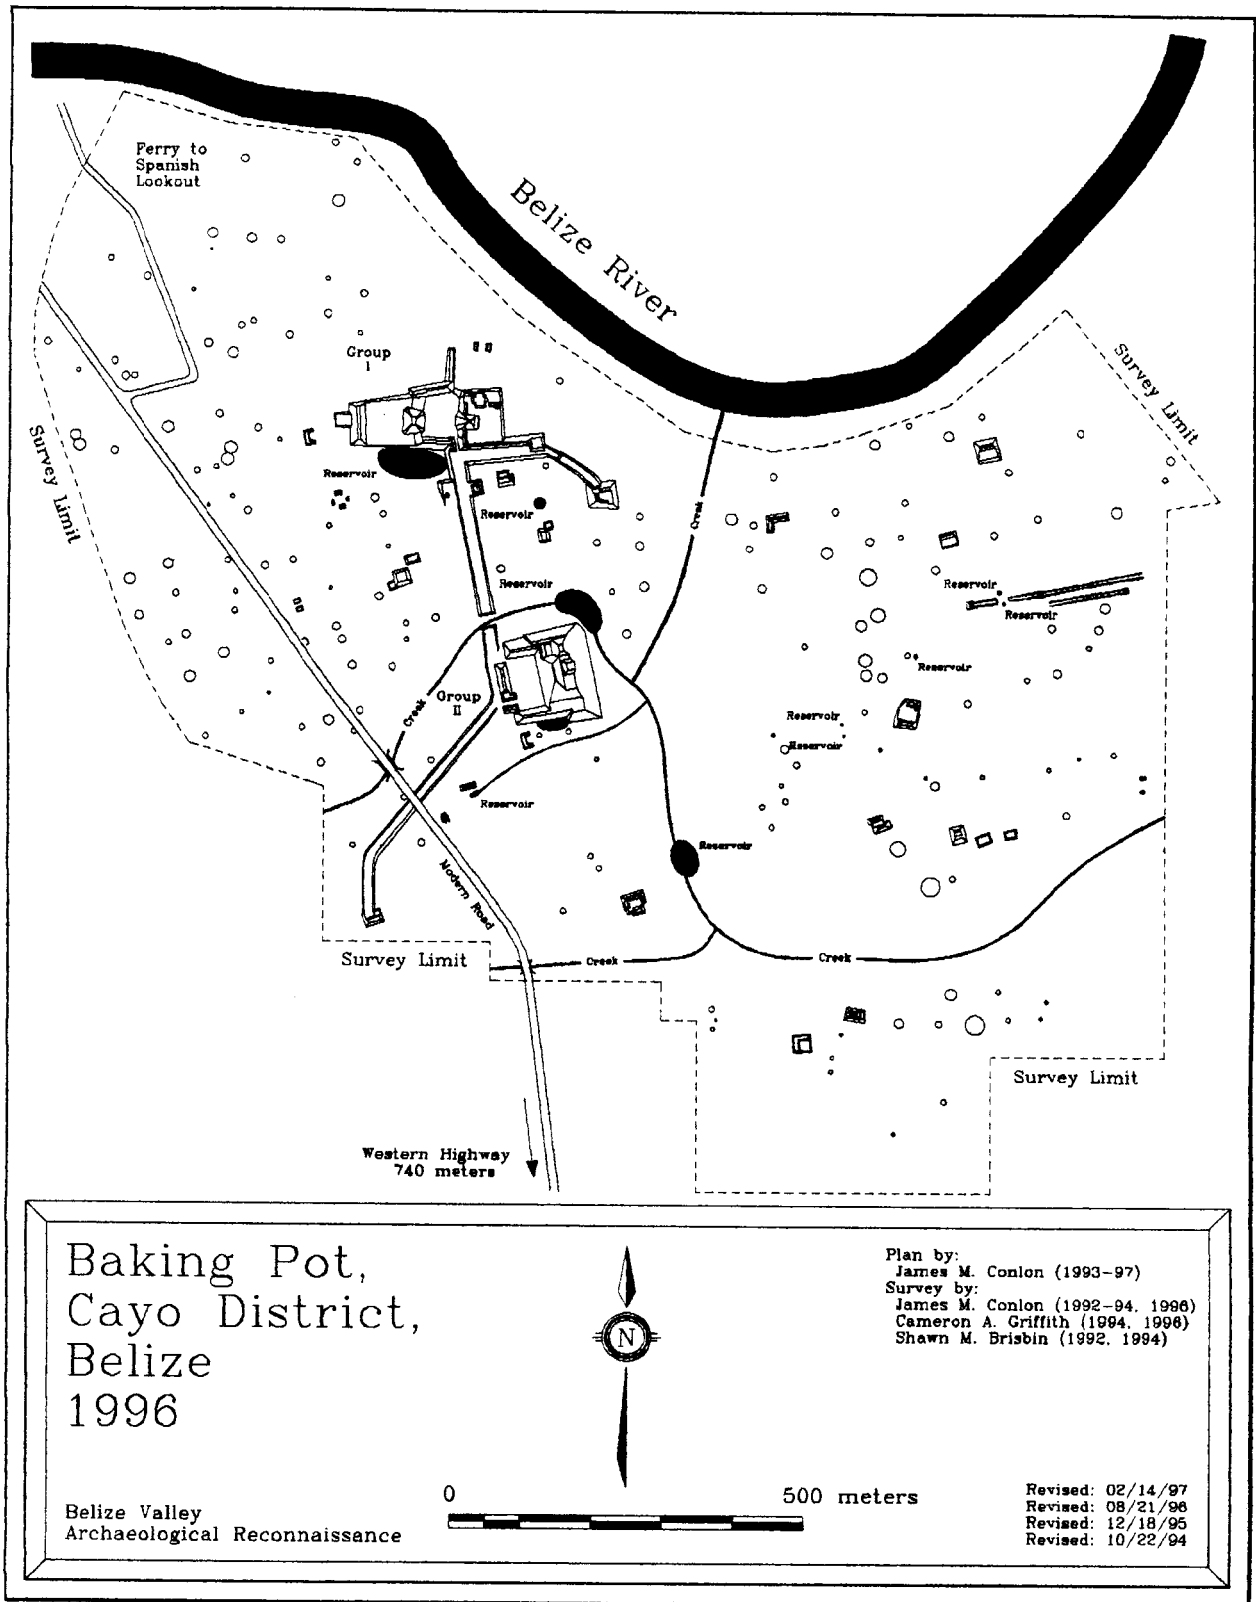 Ferry to
Spanish
Lookout
Belize River
Group
I
Survey Limit
Survey Limit
Reservoir
Reservoir
Creek
Reservoir
Reservoir
Reservoir
Reservoir
Group
II
Creek
Reservoir
Reservoir
Reservoir
Reservoir
Modern Road
Survey Limit
Creek
Creek
Survey Limit
Western Highway
740 meters
Baking Pot,
Cayo District,
Belize
1996
Belize Valley
Archaeological Reconnaissance
N
0 500 meters
Plan by:
James M. Conlon (1993-97)
Survey by:
James M. Conlon (1992-94, 1996)
Cameron A. Griffith (1994, 1996)
Shawn M. Brisbin (1992, 1994)
Revised: 02/14/97
Revised: 08/21/96
Revised: 12/18/95
Revised: 10/22/94